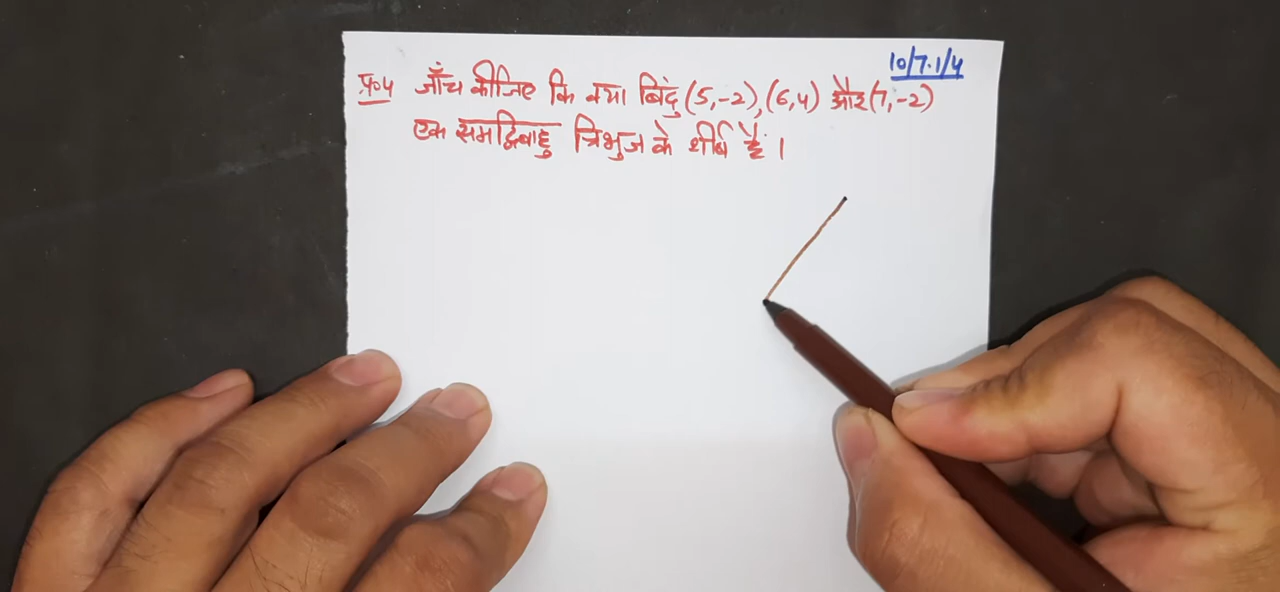 10/7.1/4
प्र०4 जाँच कीजिए कि क्या बिंदु (5,-2), (6,4) और (7,-2)
एक समद्विबाहु त्रिभुज के शीर्ष हैं ।